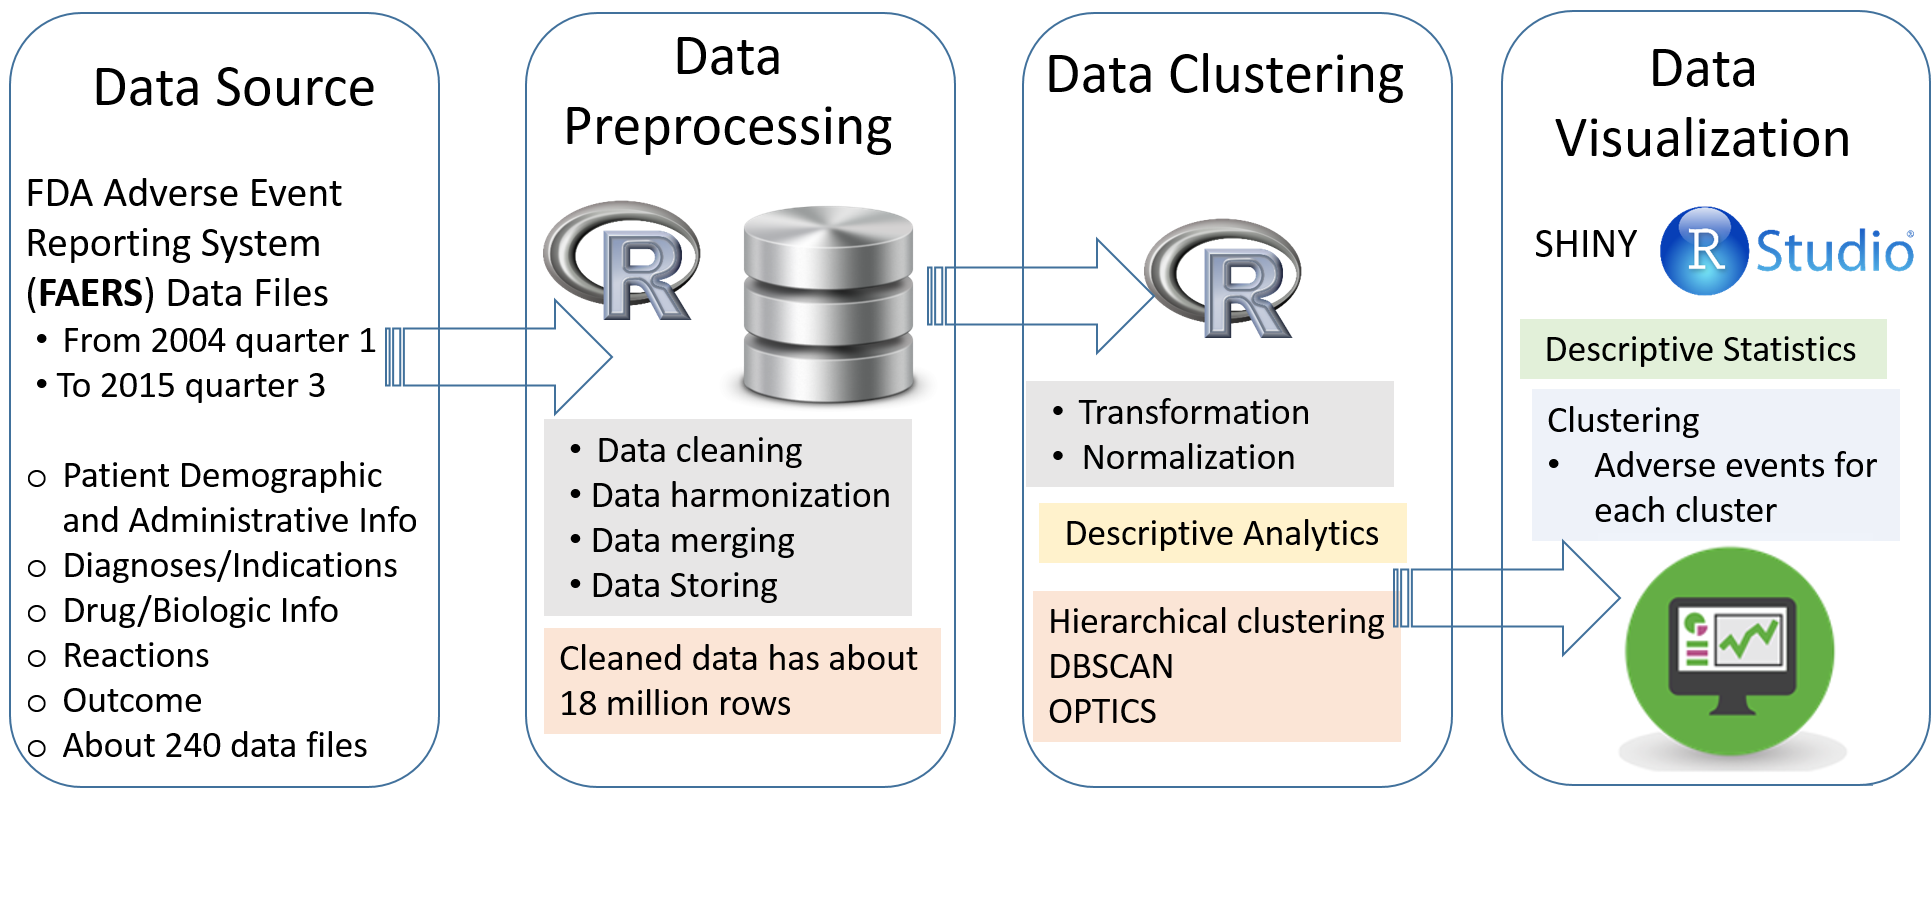 Data Source
FDA Adverse Event
Reporting System
(FAERS) Data Files
• From 2004 quarter 1
• To 2015 quarter 3
o Patient Demographic
and Administrative Info
o Diagnoses/Indications
o Drug/Biologic Info
o Reactions
o Outcome
o About 240 data files
Data
Preprocessing
R
• Data cleaning
• Data harmonization
• Data merging
• Data Storing
Cleaned data has about
18 million rows
Data Clustering
R
• Transformation
• Normalization
Descriptive Analytics
Hierarchical clustering
DBSCAN
OPTICS
Data
Visualization
SHINY R Studio®
Descriptive Statistics
Clustering
• Adverse events for
each cluster